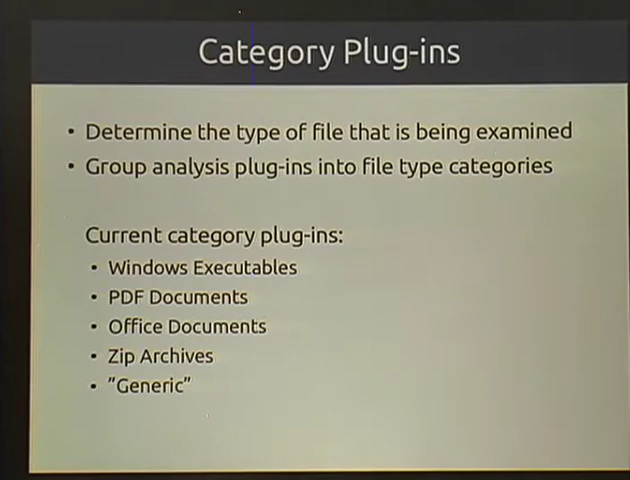 Category Plug-ins
• Determine the type of file that is being examined
• Group analysis plug-ins into file type categories
Current category plug-ins:
• Windows Executables
• PDF Documents
• Office Documents
• Zip Archives
• ”Generic”